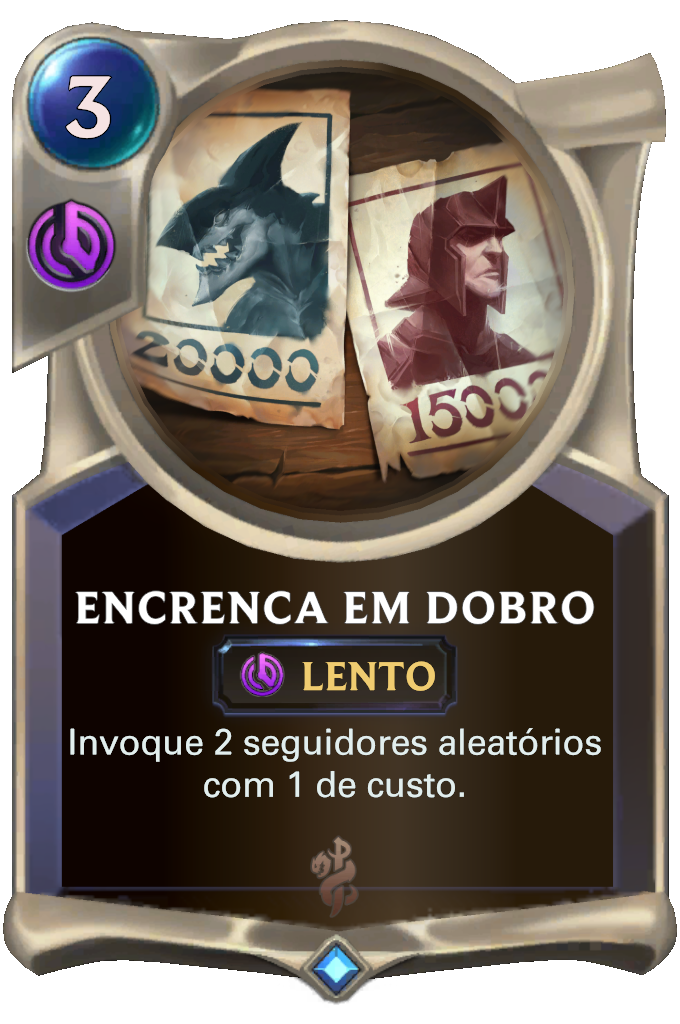 3
20000
1500
ENCRENCA EM DOBRO
LENTO
Invoque 2 seguidores aleatórios
com 1 de custo.